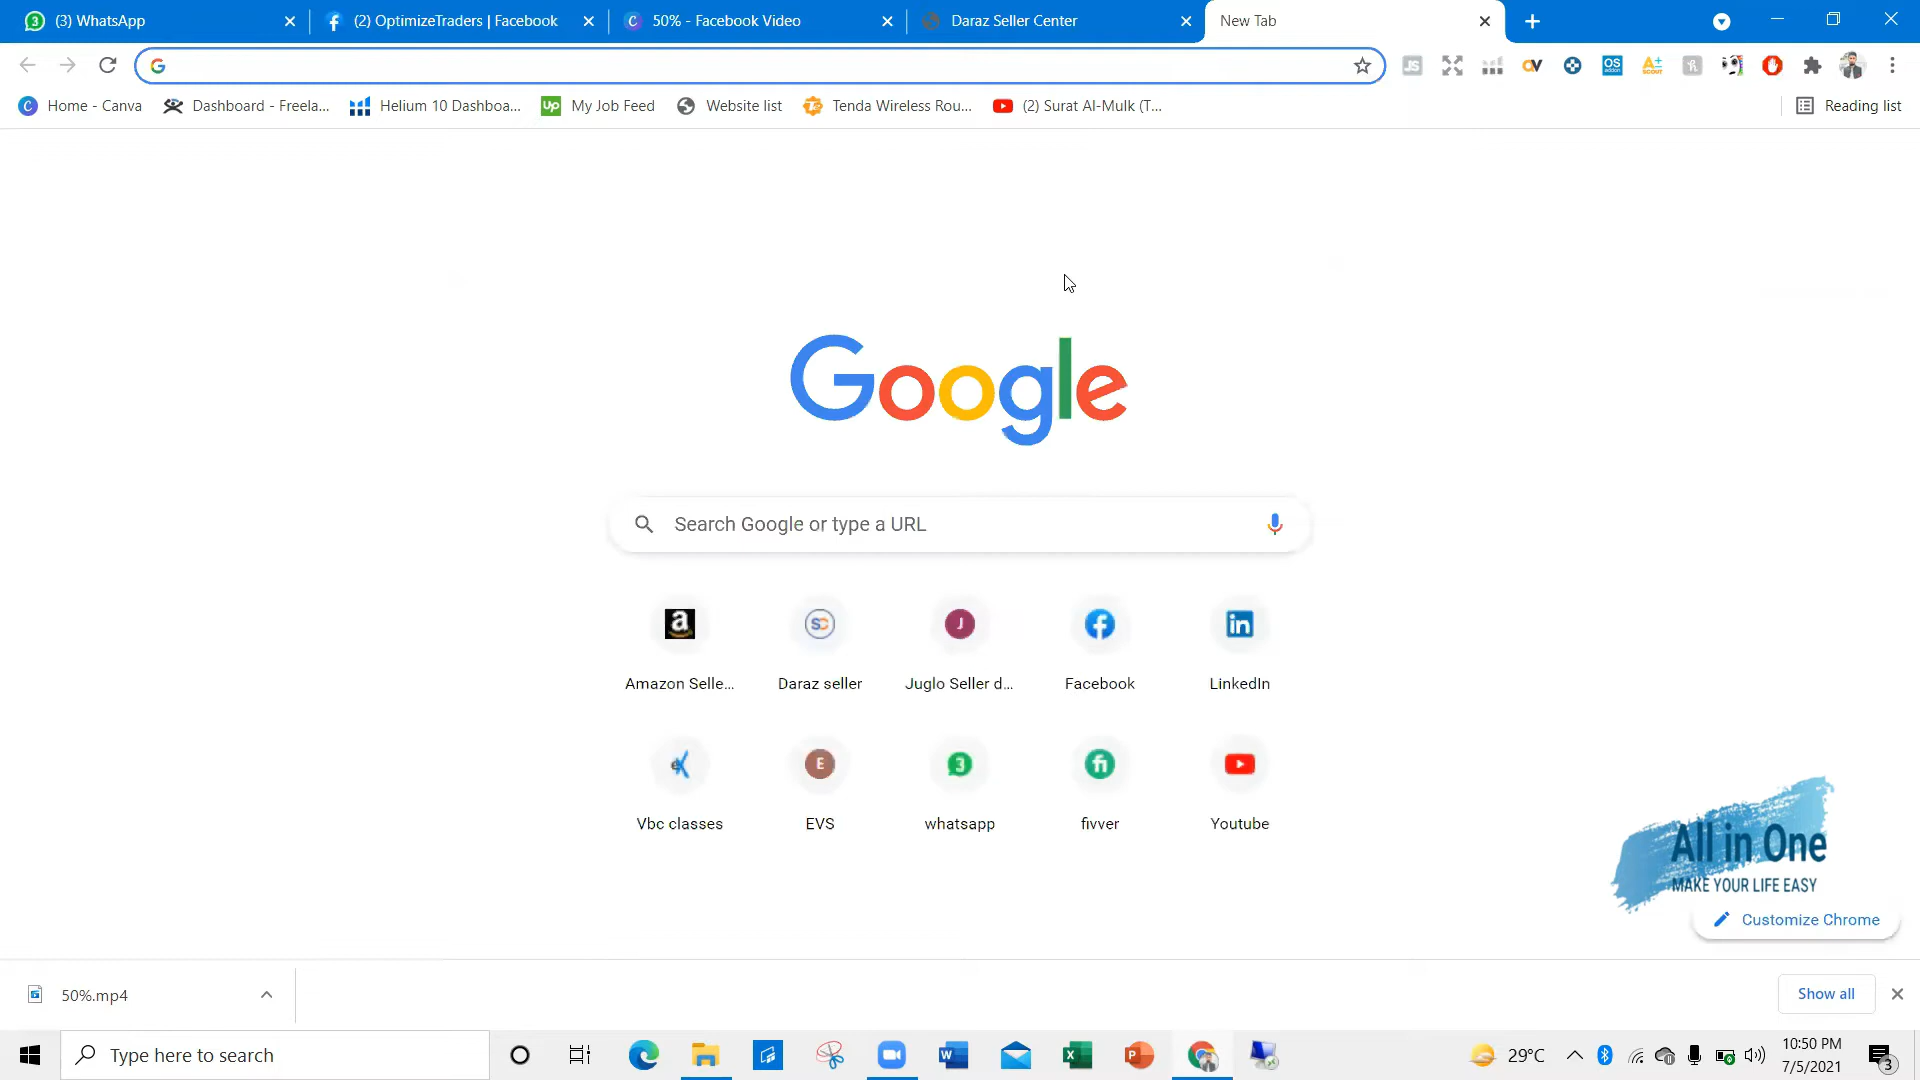 (3) WhatsApp
(2) OptimizeTraders | Facebook
50% - Facebook Video
Daraz Seller Center
New Tab
Home - Canva
Dashboard - Freela...
Helium 10 Dashboa...
My Job Feed
Website list
Tenda Wireless Rou...
(2) Surat Al-Mulk (T...
Reading list
Google
Search Google or type a URL
Amazon Selle...
Daraz seller
Juglo Seller d...
Facebook
LinkedIn
Vbc classes
EVS
whatsapp
fivver
Youtube
All in One
MAKE YOUR LIFE EASY
Customize Chrome
50%.mp4
Show all
Type here to search
29°C
10:50 PM
7/5/2021
3